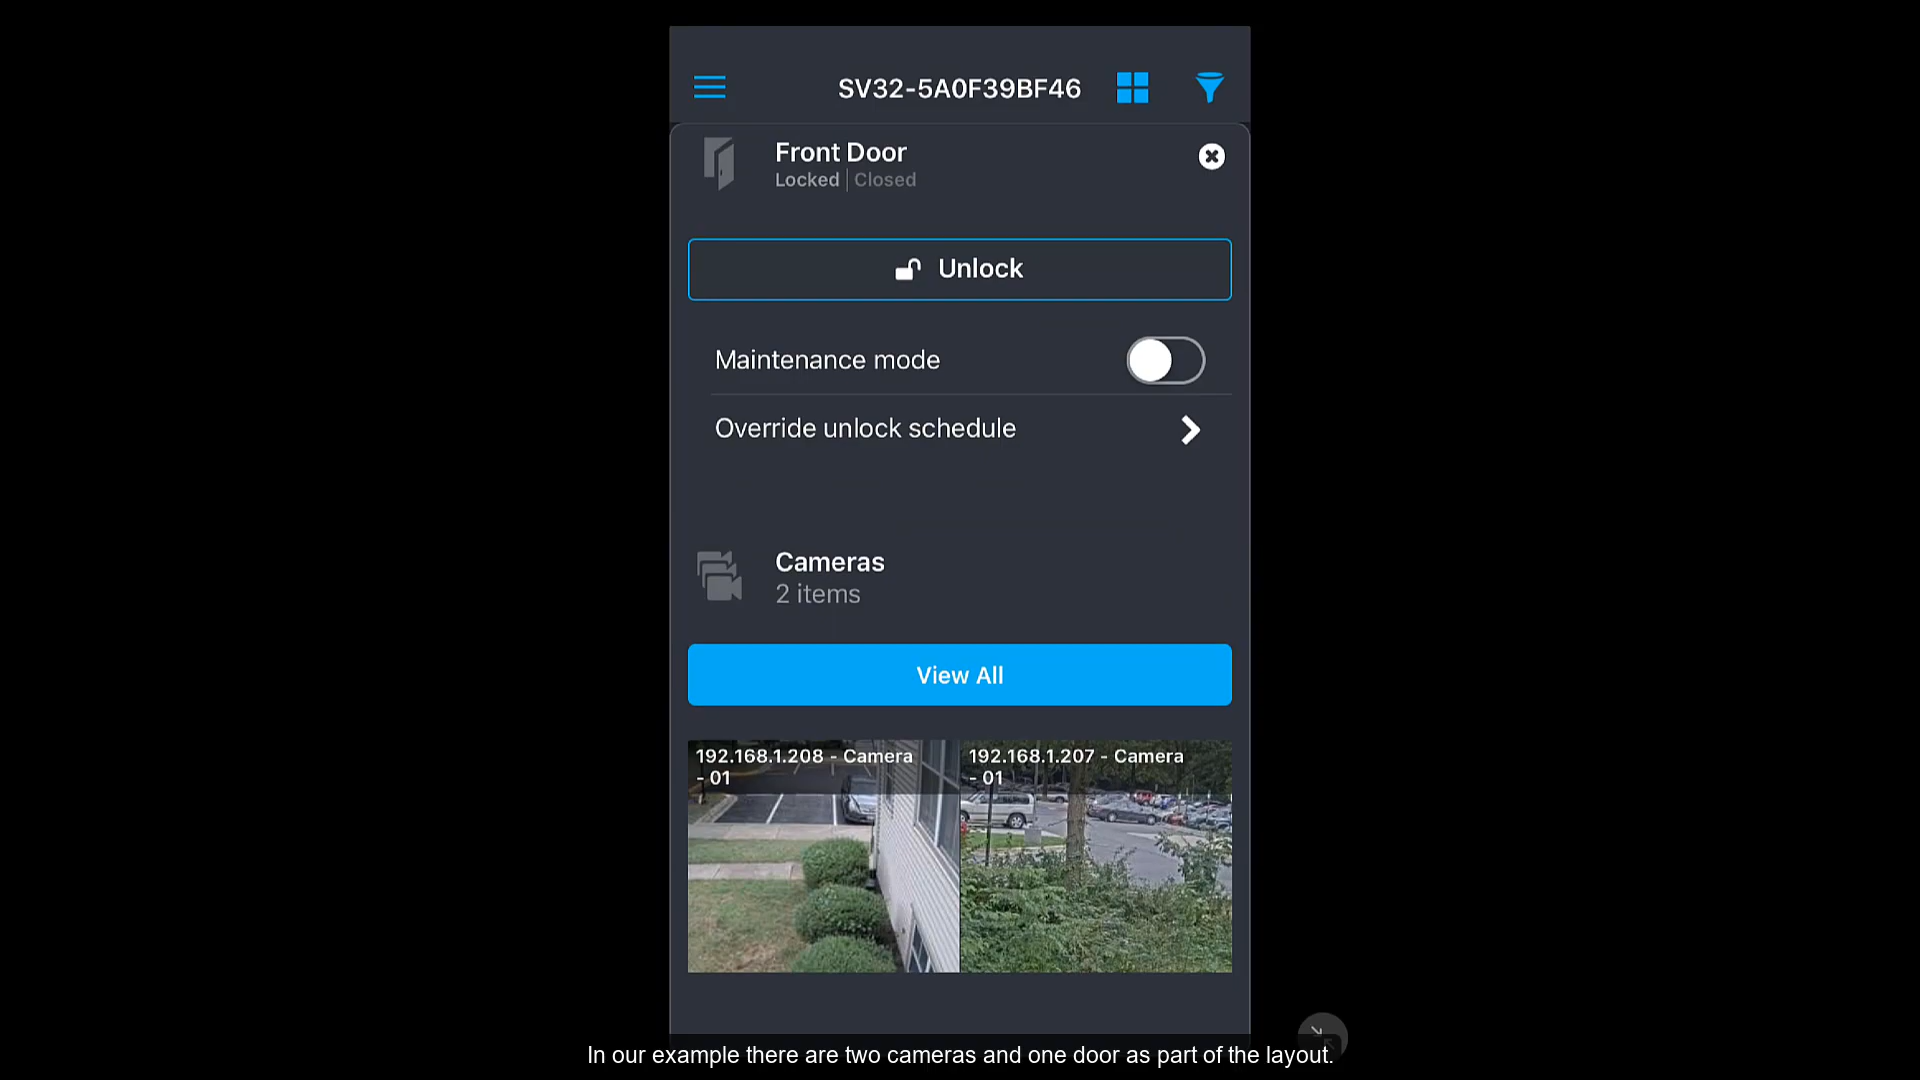 SV32-5A0F39BF46
Front Door
Locked | Closed
Unlock
Maintenance mode
Override unlock schedule
Cameras
2 items
View All
192.168.1.208 - Camera
- 01
192.168.1.207 - Camera
- 01
In our example there are two cameras and one door as part of the layout.